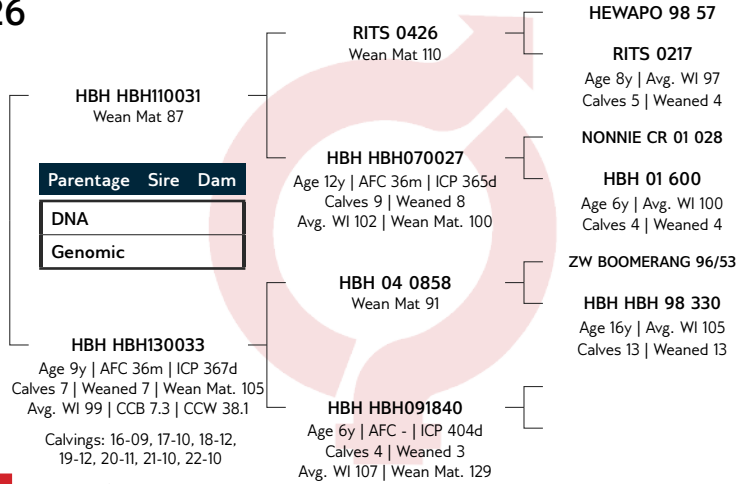 26
HBH HBH110031
Wean Mat 87
Parentage Sire Dam
DNA
Genomic
HBH HBH130033
Age 9y | AFC 36m | ICP 367d
Calves 7 | Weaned 7 | Wean Mat. 105
Avg. WI 99 | CCB 7.3 | CCW 38.1
Calvings: 16-09, 17-10, 18-12,
19-12, 20-11, 21-10, 22-10
RITS 0426
Wean Mat 110
HBH HBH070027
Age 12y | AFC 36m | ICP 365d
Calves 9 | Weaned 8
Avg. WI 102 | Wean Mat. 100
HBH 04 0858
Wean Mat 91
HBH HBH091840
Age 6y | AFC - | ICP 404d
Calves 4 | Weaned 3
Avg. WI 107 | Wean Mat. 129
HEWAPO 98 57
RITS 0217
Age 8y | Avg. WI 97
Calves 5 | Weaned 4
NONNIE CR 01 028
HBH 01 600
Age 6y | Avg. WI 100
Calves 4 | Weaned 4
ZW BOOMERANG 96/53
HBH HBH 98 330
Age 16y | Avg. WI 105
Calves 13 | Weaned 13